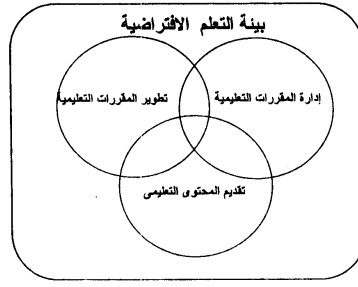 بيئة التعلم الافتراضية
إدارة المقررات التعليمية
تطوير المقررات التعليمية
تقديم المحتوى التعليمى